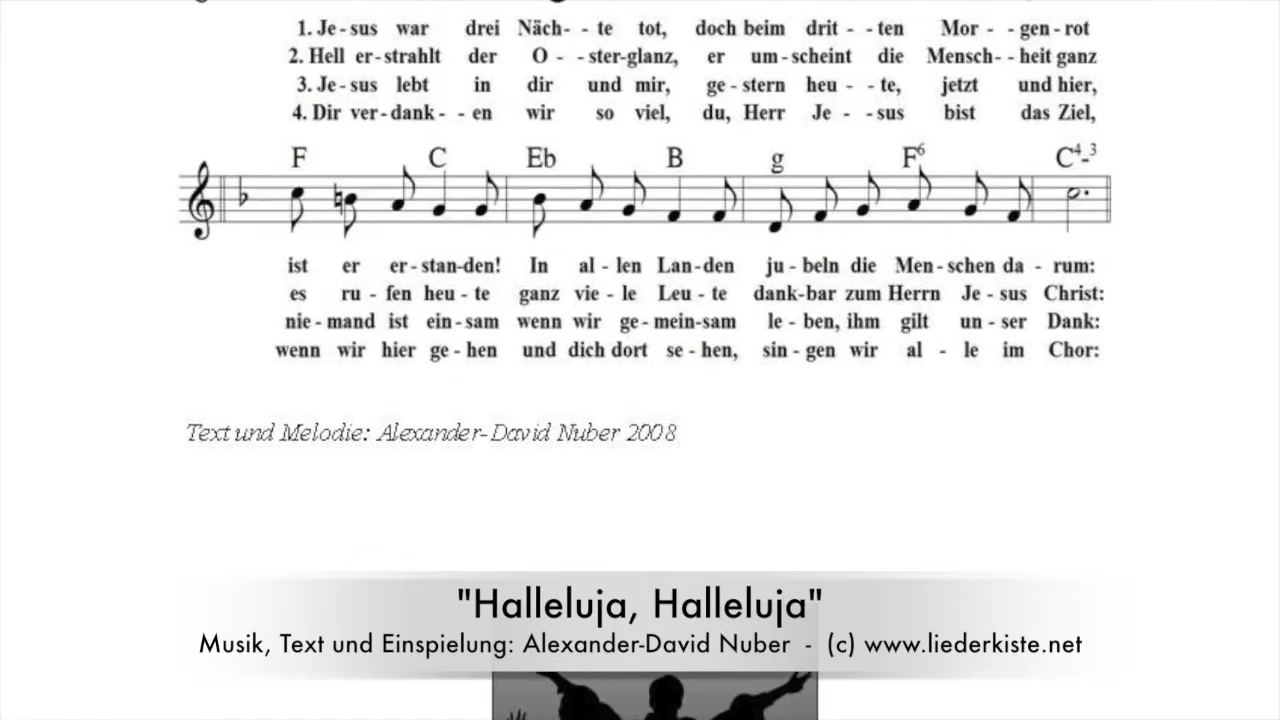 1. Je-sus war drei Näch- -te tot, doch beim drit - -ten Mor - -gen-rot
2. Hell er-strahlt der O - -ster-glanz, er um-scheint die Mensch- -heit ganz
3. Je-sus lebt in dir und mir, ge-stern heu - -te, jetzt und hier,
4. Dir ver-dank- -en wir so viel, du, Herr Je - -sus bist das Ziel,
F C Eb B g F6 C4-3
ist er er-stan-den! In al-len Lan-den ju-beln die Men-schen da-rum:
es ru-fen heu-te ganz vie-le Leu-te dank-bar zum Herrn Je-sus Christ:
nie-mand ist ein-sam wenn wir ge-mein-sam le-ben, ihm gilt un-ser Dank:
wenn wir hier ge-hen und dich dort se-hen, sin-gen wir al-le im Chor:
Text und Melodie: Alexander-David Nuber 2008
"Halleluja, Halleluja"
Musik, Text und Einspielung: Alexander-David Nuber - (c) www.liederkiste.net